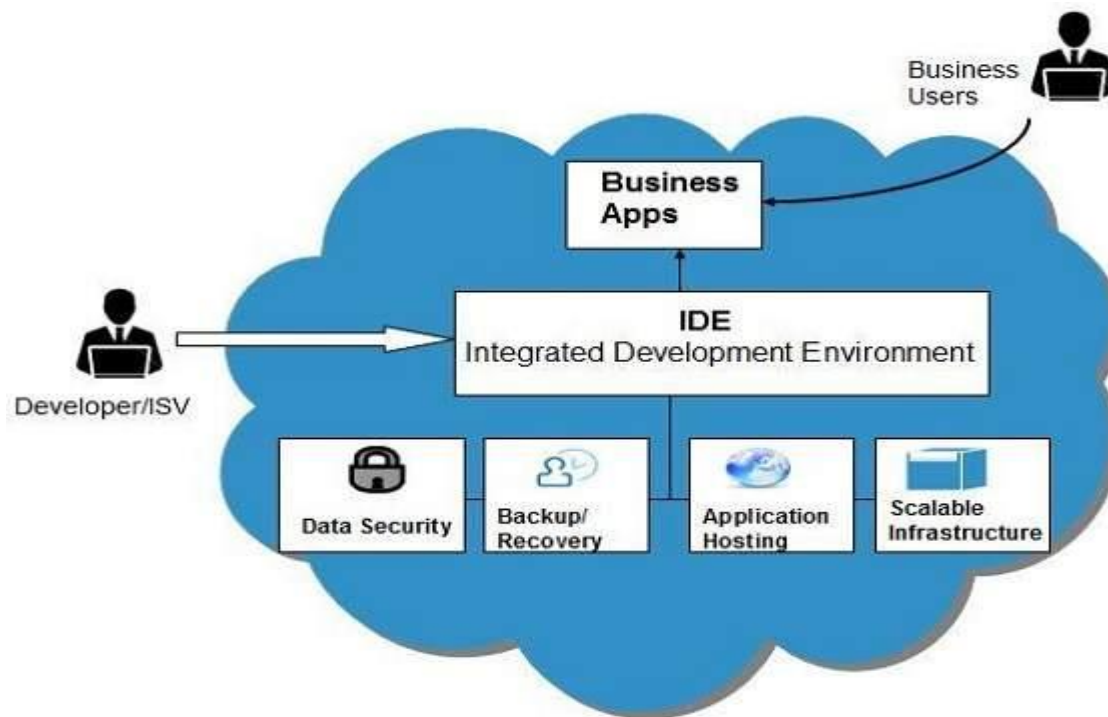 Business
Users
Business
Apps
IDE
Integrated Development Environment
Developer/ISV
Data Security
Backup/
Recovery
Application
Hosting
Scalable
Infrastructure